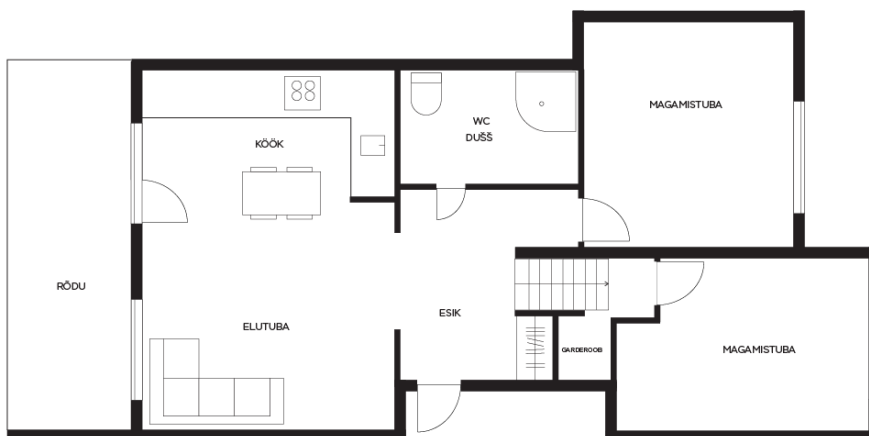 MAGAMISTUBA
WC
DUŠŠ
KÖÖK
RÕDU
ELUTUBA
ESIK
GARDEROOB
MAGAMISTUBA